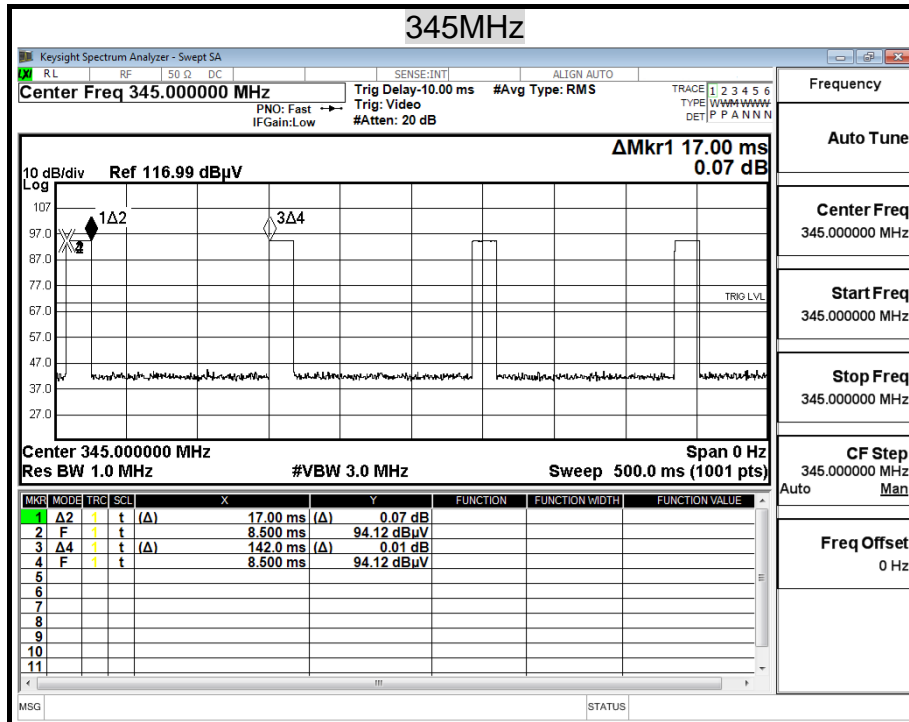 345MHz
Keysight Spectrum Analyzer - Swept SA
LXI RL RF 50 Ω DC SENSE:INT ALIGN AUTO
Center Freq 345.000000 MHz
PNO: Fast
IFGain:Low
Trig Delay-10.00 ms
Trig: Video
#Atten: 20 dB
#Avg Type: RMS
TRACE 1 2 3 4 5 6
TYPE WWMWWW
DET P P A N N N
ΔMkr1 17.00 ms
0.07 dB
10 dB/div Ref 116.99 dBµV
Log
107
97.0
87.0
77.0
67.0
57.0
47.0
37.0
27.0
1Δ2
3Δ4
TRIG LVL
Center 345.000000 MHz Span 0 Hz
Res BW 1.0 MHz #VBW 3.0 MHz Sweep 500.0 ms (1001 pts)
MKR MODE TRC SCL X Y FUNCTION FUNCTION WIDTH FUNCTION VALUE
1 Δ2 1 t (Δ) 17.00 ms (Δ) 0.07 dB
2 F 1 t 8.500 ms 94.12 dBµV
3 Δ4 1 t (Δ) 142.0 ms (Δ) 0.01 dB
4 F 1 t 8.500 ms 94.12 dBµV
5
6
7
8
9
10
11
MSG STATUS
Frequency
Auto Tune
Center Freq
345.000000 MHz
Start Freq
345.000000 MHz
Stop Freq
345.000000 MHz
CF Step
345.000000 MHz
Auto Man
Freq Offset
0 Hz